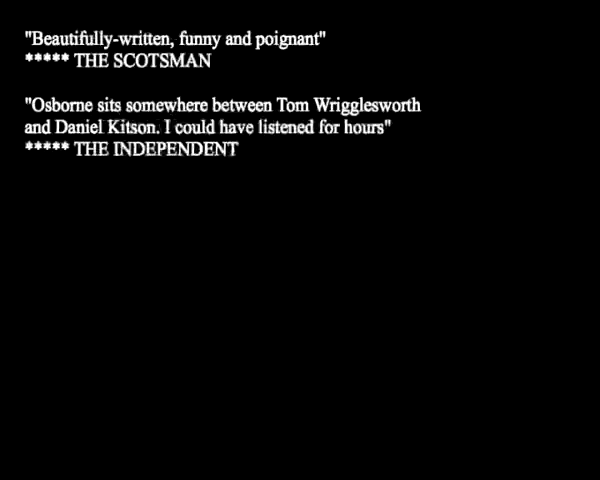 "Beautifully-written, funny and poignant"
***** THE SCOTSMAN
"Osborne sits somewhere between Tom Wrigglesworth
and Daniel Kitson. I could have listened for hours"
***** THE INDEPENDENT